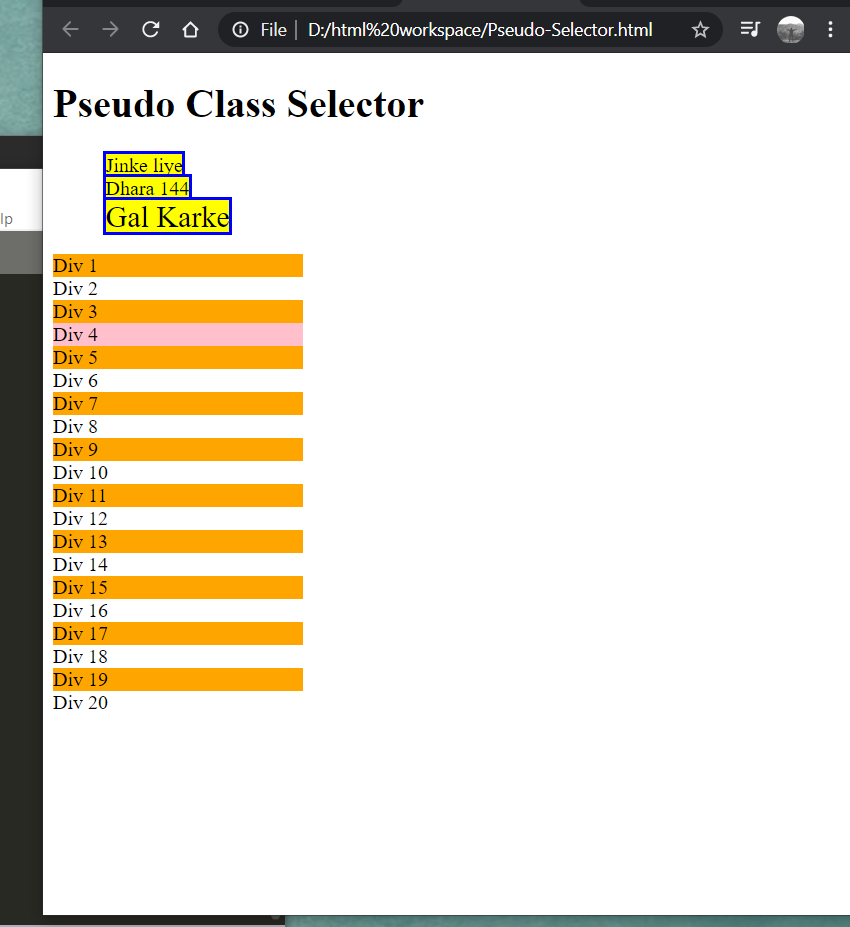 File | D:/html%20workspace/Pseudo-Selector.html
lp
Pseudo Class Selector
Jinke liye
Dhara 144
Gal Karke
Div 1
Div 2
Div 3
Div 4
Div 5
Div 6
Div 7
Div 8
Div 9
Div 10
Div 11
Div 12
Div 13
Div 14
Div 15
Div 16
Div 17
Div 18
Div 19
Div 20